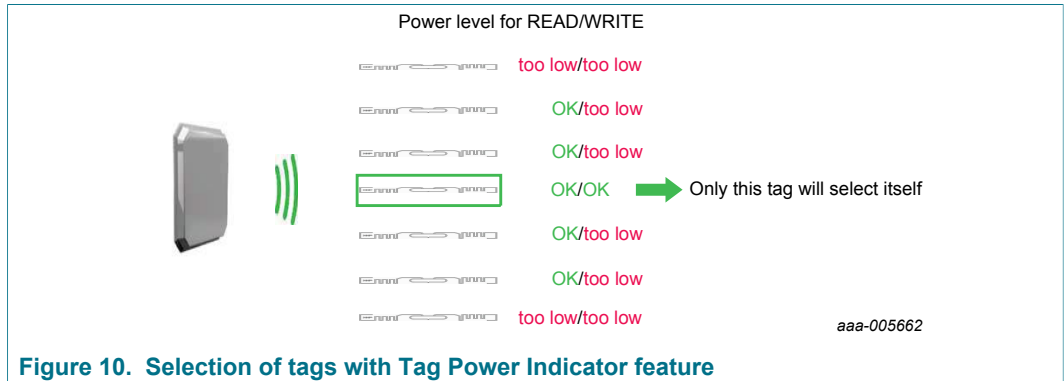 Power level for READ/WRITE
too low/too low
OK/too low
OK/too low
OK/OK Only this tag will select itself
OK/too low
OK/too low
too low/too low
aaa-005662
Figure 10. Selection of tags with Tag Power Indicator feature